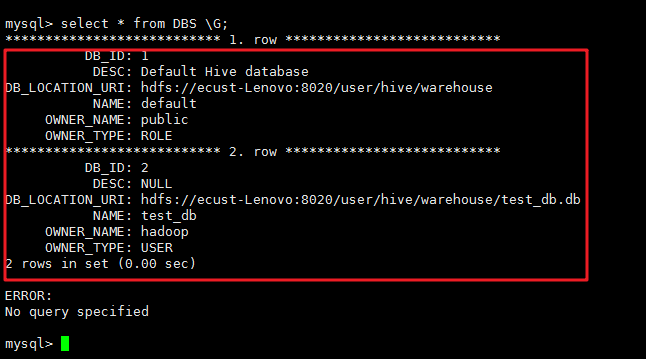 mysql> select * from DBS \G;
*************************** 1. row ***************************
DB_ID: 1
DESC: Default Hive database
DB_LOCATION_URI: hdfs://ecust-Lenovo:8020/user/hive/warehouse
NAME: default
OWNER_NAME: public
OWNER_TYPE: ROLE
*************************** 2. row ***************************
DB_ID: 2
DESC: NULL
DB_LOCATION_URI: hdfs://ecust-Lenovo:8020/user/hive/warehouse/test_db.db
NAME: test_db
OWNER_NAME: hadoop
OWNER_TYPE: USER
2 rows in set (0.00 sec)
ERROR:
No query specified
mysql>